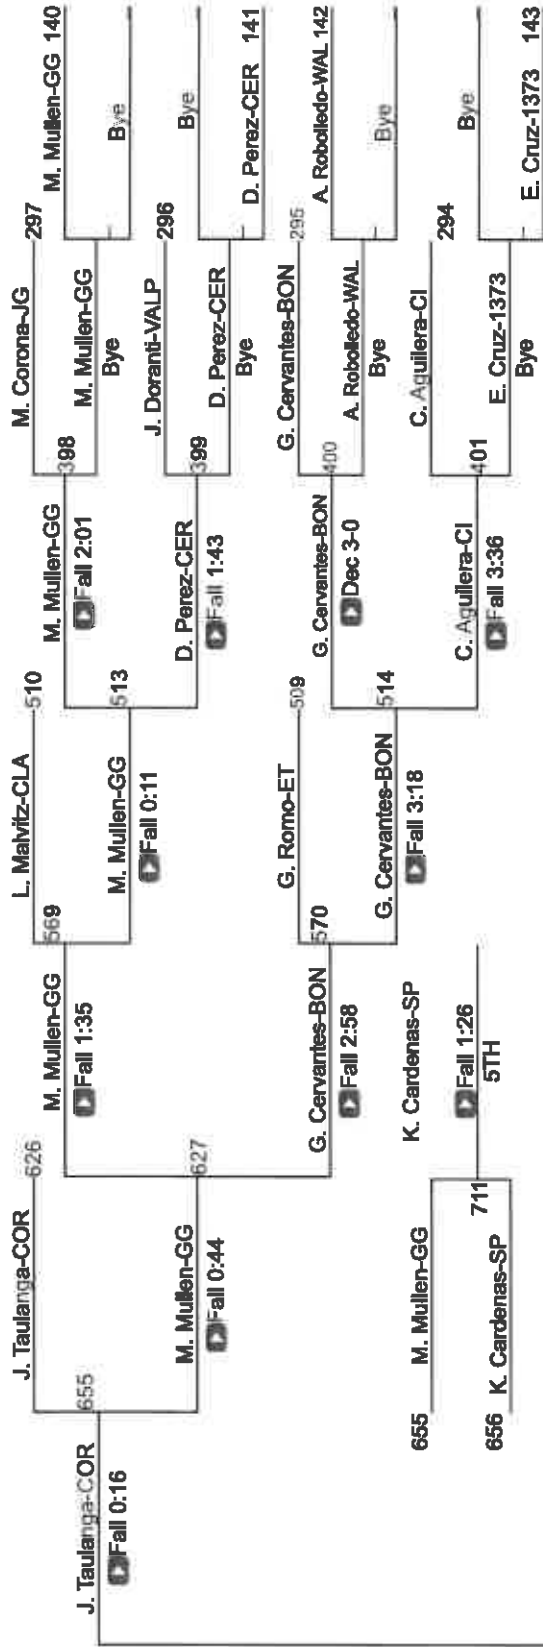 J. Taulanga-COR 626 L. Malvitz-CLA 510 M. Corona-JG 297
M. Mullen-GG 569 M. Mullen-GG 398 M. Mullen-GG 140
J. Taulanga-COR 655 Fall 1:35 Fall 2:01 M. Mullen-GG
Fall 0:16 M. Mullen-GG 513 Bye Bye
Fall 0:11 J. Doranti-VALP 296
M. Mullen-GG 627 D. Perez-CER 399 Bye
Fall 0:44 Fall 1:43 D. Perez-CER
Bye D. Perez-CER 141
G. Romo-ET 509 G. Cervantes-BON 295
G. Cervantes-BON 570 G. Cervantes-BON 400 A. Robolledo-WAL 142
Fall 2:58 Dec 3-0 A. Robolledo-WAL
G. Cervantes-BON 514 Bye Bye
Fall 3:18
655 M. Mullen-GG K. Cardenas-SP C. Aguilera-CI 294
711 Fall 1:26 C. Aguilera-CI 401 Bye
656 K. Cardenas-SP 5TH Fall 3:36 E. Cruz-1373
Bye E. Cruz-1373 143